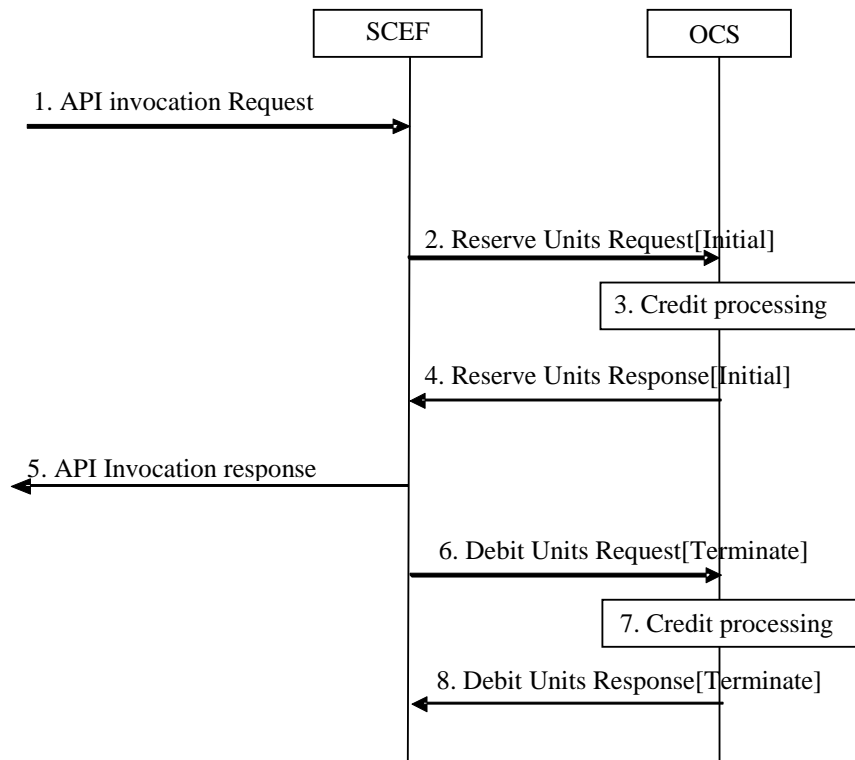 SCEF
OCS
1. API invocation Request
2. Reserve Units Request[Initial]
3. Credit processing
4. Reserve Units Response[Initial]
5. API Invocation response
6. Debit Units Request[Terminate]
7. Credit processing
8. Debit Units Response[Terminate]